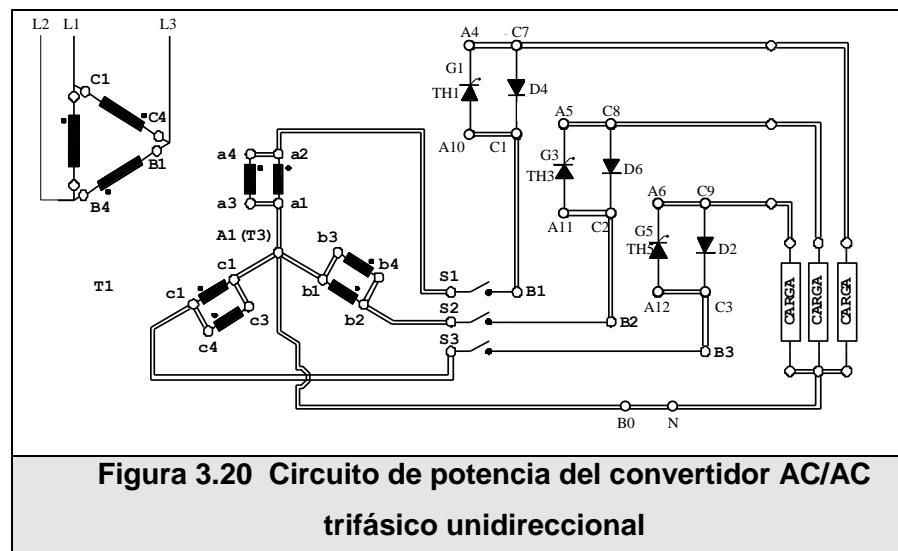 L2 L1 L3
A4 C7
G1
TH1
D4
A10 C1
C1
C4
B1
B4
A5 C8
G3
TH3
D6
A11 C2
a4 a2
a3 a1
A6 C9
G5
TH5
D2
A12 C3
A1(T3)
b3
b4
b1
b2
c1
c1
c3
c4
T1
S1
B1
S2
B2
S3
B3
CARGA
CARGA
CARGA
B0 N
Figura 3.20 Circuito de potencia del convertidor AC/AC
trifásico unidireccional